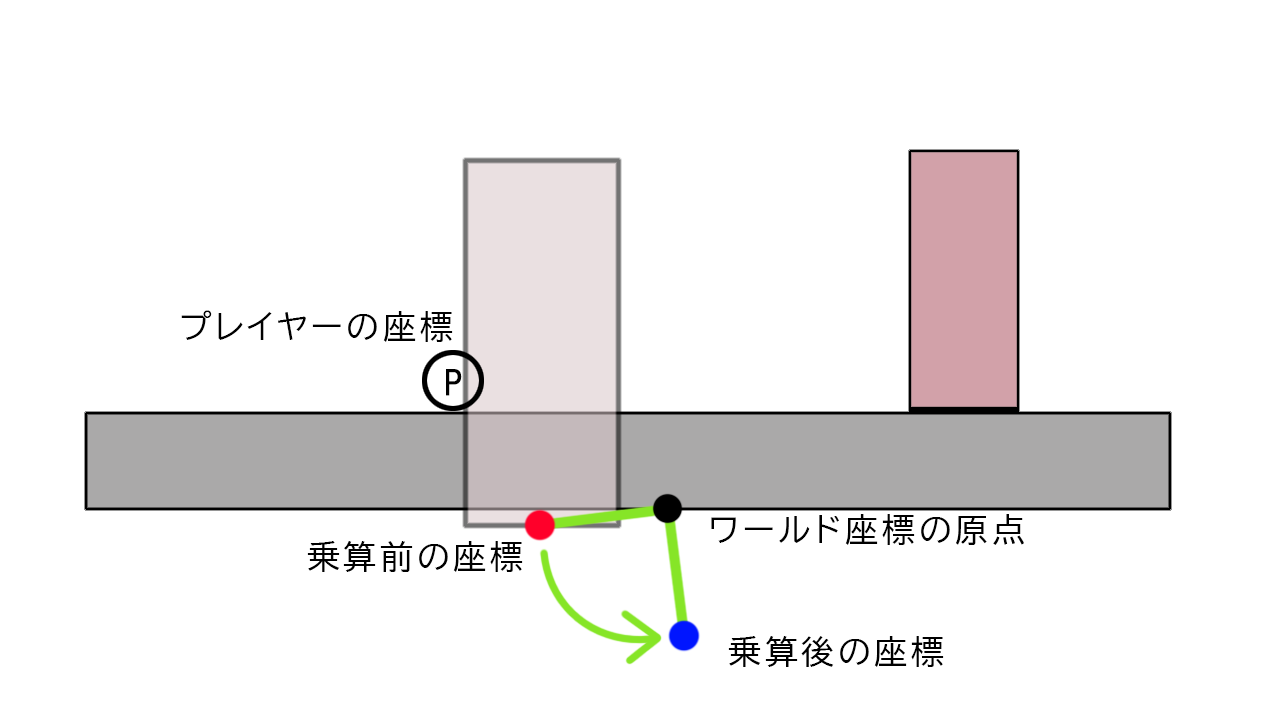 プレイヤーの座標
P
ワールド座標の原点
乗算前の座標
乗算後の座標